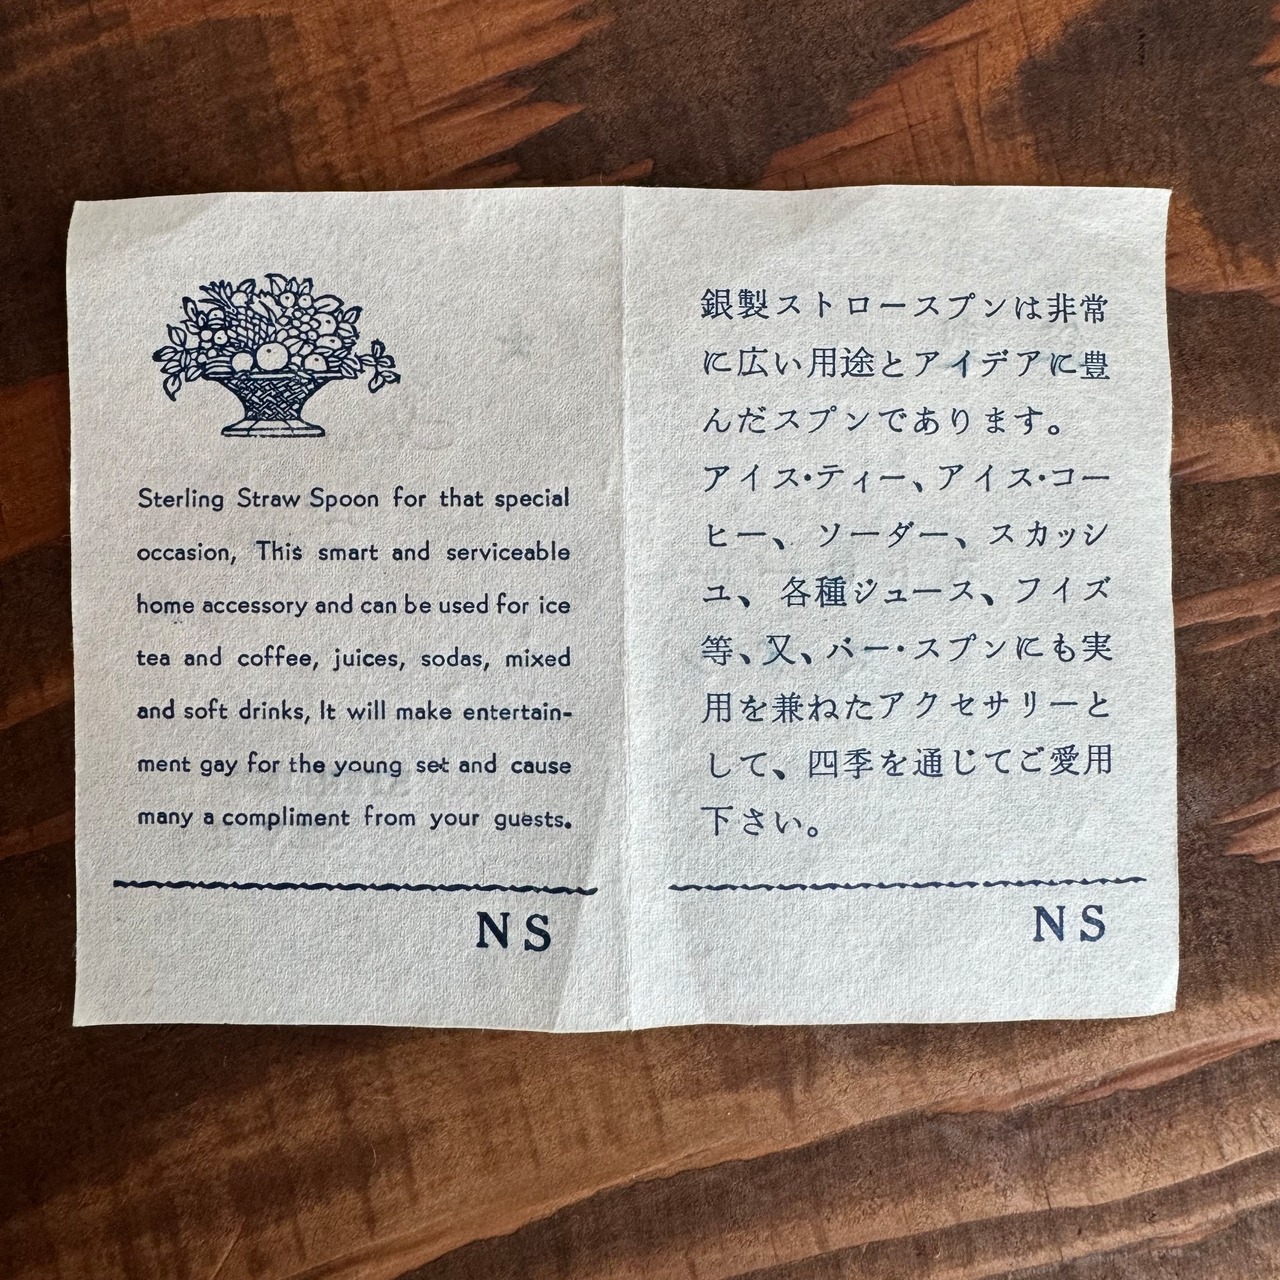 Sterling Straw Spoon for that special
occasion, This smart and serviceable
home accessory and can be used for ice
tea and coffee, juices, sodas, mixed
and soft drinks, It will make entertain-
ment gay for the young set and cause
many a compliment from your guests.
NS
銀製ストロースプンは非常
に広い用途とアイデアに豊
んだスプンであります。
アイス・ティー、アイス・コー
ヒー、ソーダー、スカッシ
ユ、各種ジュース、フイズ
等、又、バー・スプンにも実
用を兼ねたアクセサリーと
して、四季を通じてご愛用
下さい。
NS